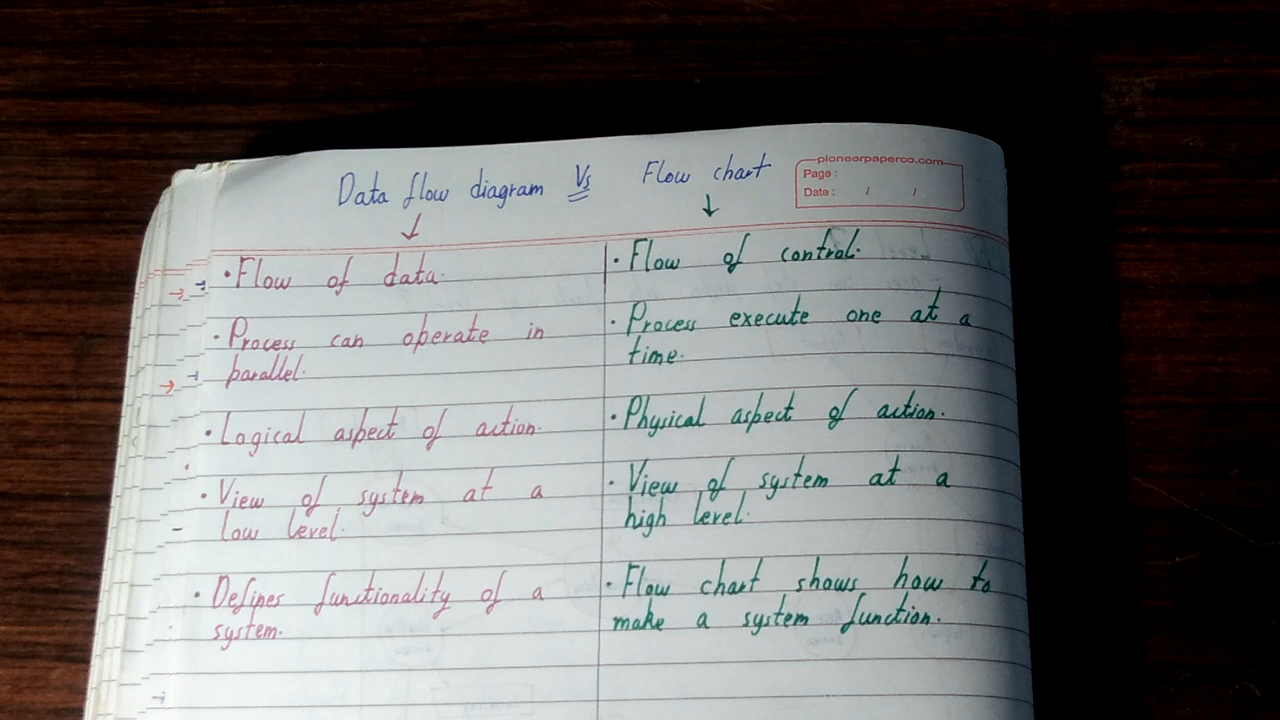 Data flow diagram Vs Flow chart
pioneerpaperco.com
Page :
Date : / /
• Flow of data.
• Process can operate in
parallel.
• Logical aspect of action.
• View of system at a
low level.
• Defines functionality of a
system.
• Flow of control.
• Process execute one at a
time.
• Physical aspect of action.
• View of system at a
high level.
• Flow chart shows how to
make a system function.